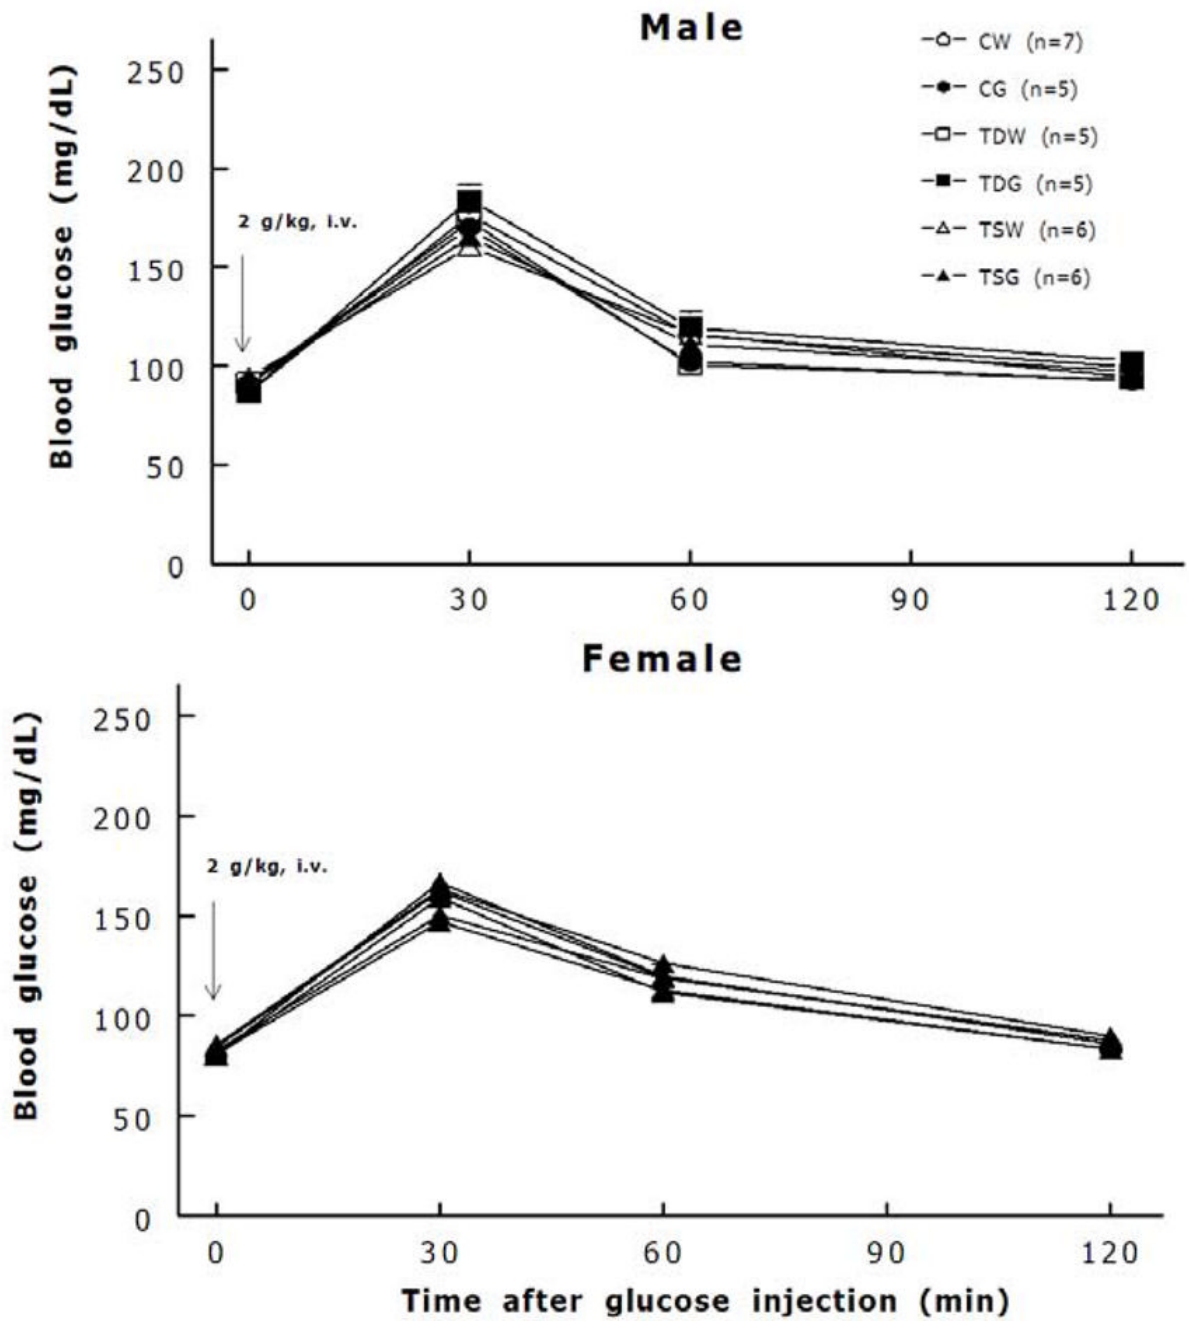 Male
CW (n=7)
CG (n=5)
TDW (n=5)
TDG (n=5)
TSW (n=6)
TSG (n=6)
Blood glucose (mg/dL)
250
200
150
100
50
0
2 g/kg, i.v.
0 30 60 90 120
Female
Blood glucose (mg/dL)
250
200
150
100
50
0
2 g/kg, i.v.
0 30 60 90 120
Time after glucose injection (min)